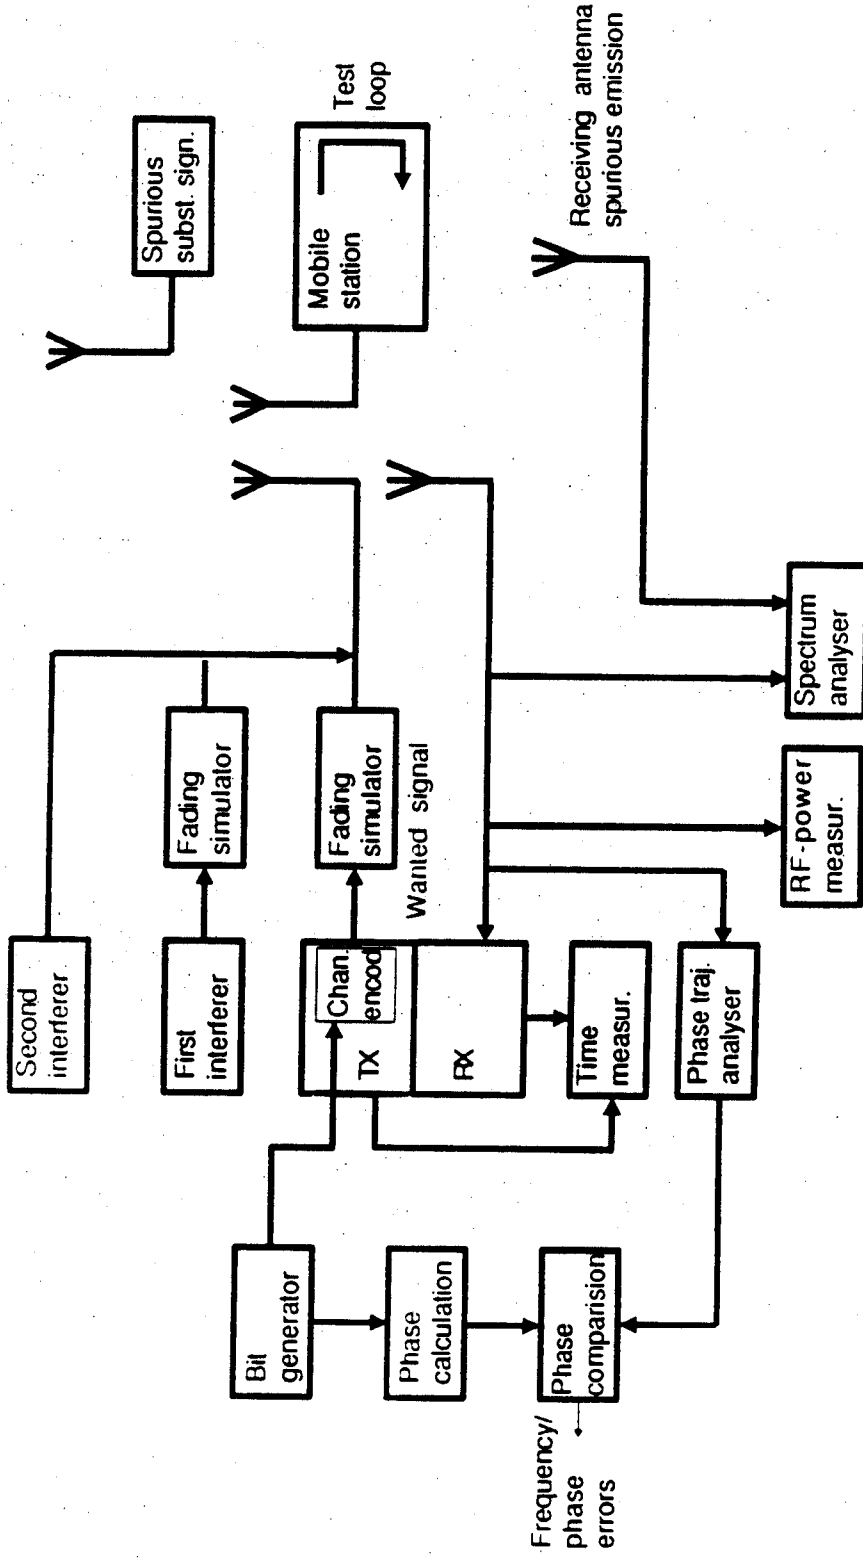 Second
interferer
First
interferer
Fading
simulator
Spurious
subst. sign.
Bit
generator
TX
Chan.
encod
Fading
simulator
Wanted signal
Mobile
station
Test
loop
Phase
calculation
RX
Phase
comparision
Frequency/
phase
errors
Time
measur.
Receiving antenna
spurious emission
Phase traj.
analyser
RF-power
measur.
Spectrum
analyser